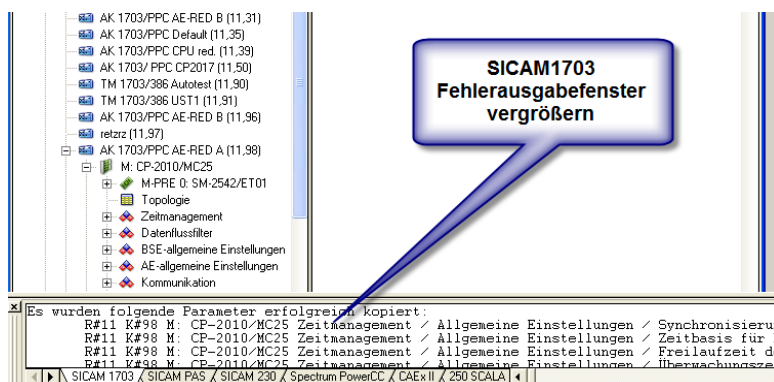 AK 1703/PPC AE-RED B (11,31)
AK 1703/PPC Default (11,35)
AK 1703/PPC CPU red. (11,39)
AK 1703/ PPC CP2017 (11,50)
TM 1703/386 Autotest (11,90)
TM 1703/386 UST1 (11,91)
AK 1703/PPC AE-RED B (11,96)
retzrz (11,97)
AK 1703/PPC AE-RED A (11,98)
M: CP-2010/MC25
M-PRE 0: SM-2542/ET01
Topologie
Zeitmanagement
Datenflussfilter
BSE-allgemeine Einstellungen
AE-allgemeine Einstellungen
Kommunikation
SICAM1703
Fehlerausgabefenster
vergrößern
Es wurden folgende Parameter erfolgreich kopiert:
R#11 K#98 M: CP-2010/MC25 Zeitmanagement / Allgemeine Einstellungen / Synchronisieru
R#11 K#98 M: CP-2010/MC25 Zeitmanagement / Allgemeine Einstellungen / Zeitbasis für
R#11 K#98 M: CP-2010/MC25 Zeitmanagement / Allgemeine Einstellungen / Freilaufzeit d
R#11 K#98 M: CP-2010/MC25 Zeitmanagement / Allgemeine Einstellungen / Überwachungsze
SICAM 1703 / SICAM PAS / SICAM 230 / Spectrum PowerCC / CAEx II / 250 SCALA